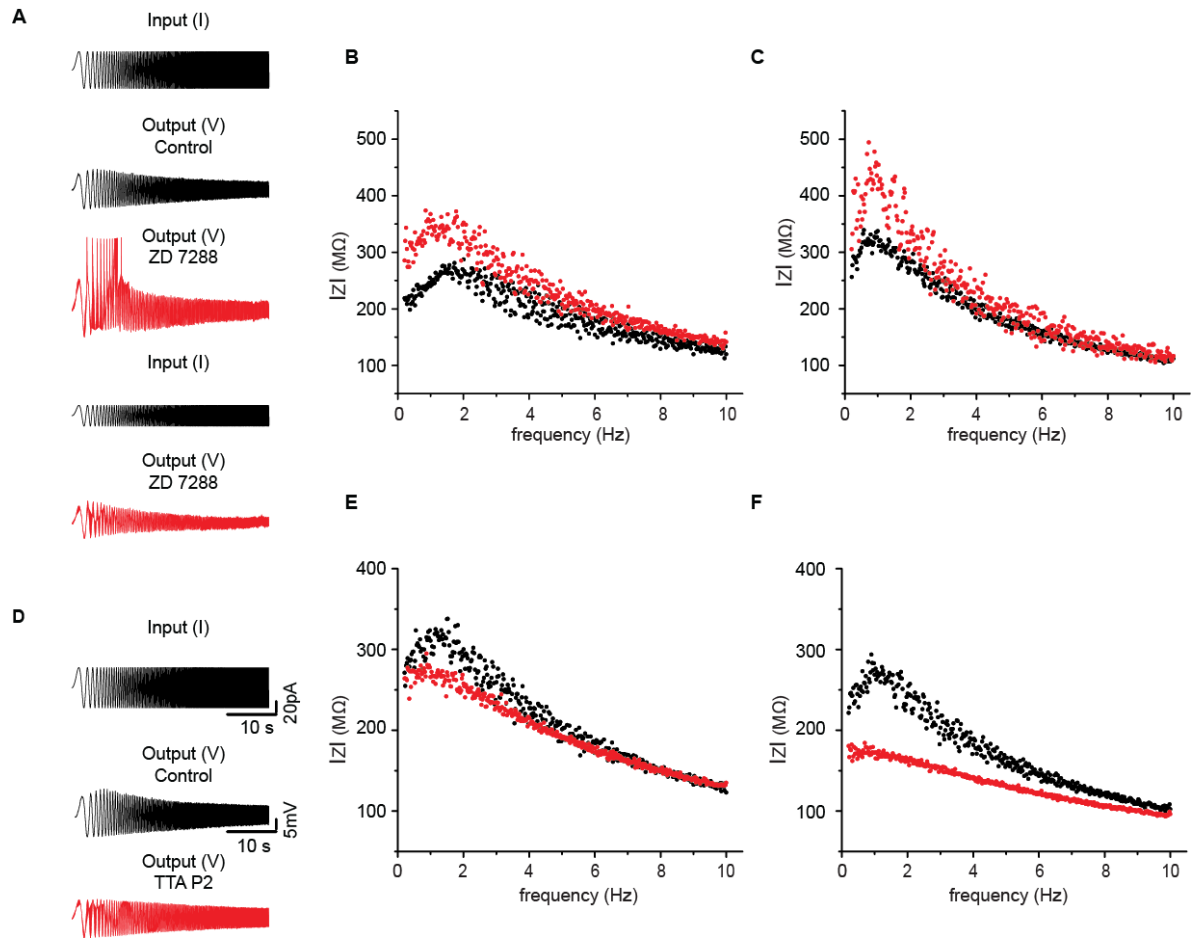 A
Input (I)
Output (V)
Control
Output (V)
ZD 7288
Input (I)
Output (V)
ZD 7288
B
500
400
300
200
100
|Z| (MΩ)
0
2
4
6
8
10
frequency (Hz)
C
500
400
300
200
100
|Z| (MΩ)
0
2
4
6
8
10
frequency (Hz)
D
Input (I)
10 s
20pA
Output (V)
Control
10 s
5mV
Output (V)
TTA P2
E
400
300
200
100
|Z| (MΩ)
0
2
4
6
8
10
frequency (Hz)
F
400
300
200
100
|Z| (MΩ)
0
2
4
6
8
10
frequency (Hz)